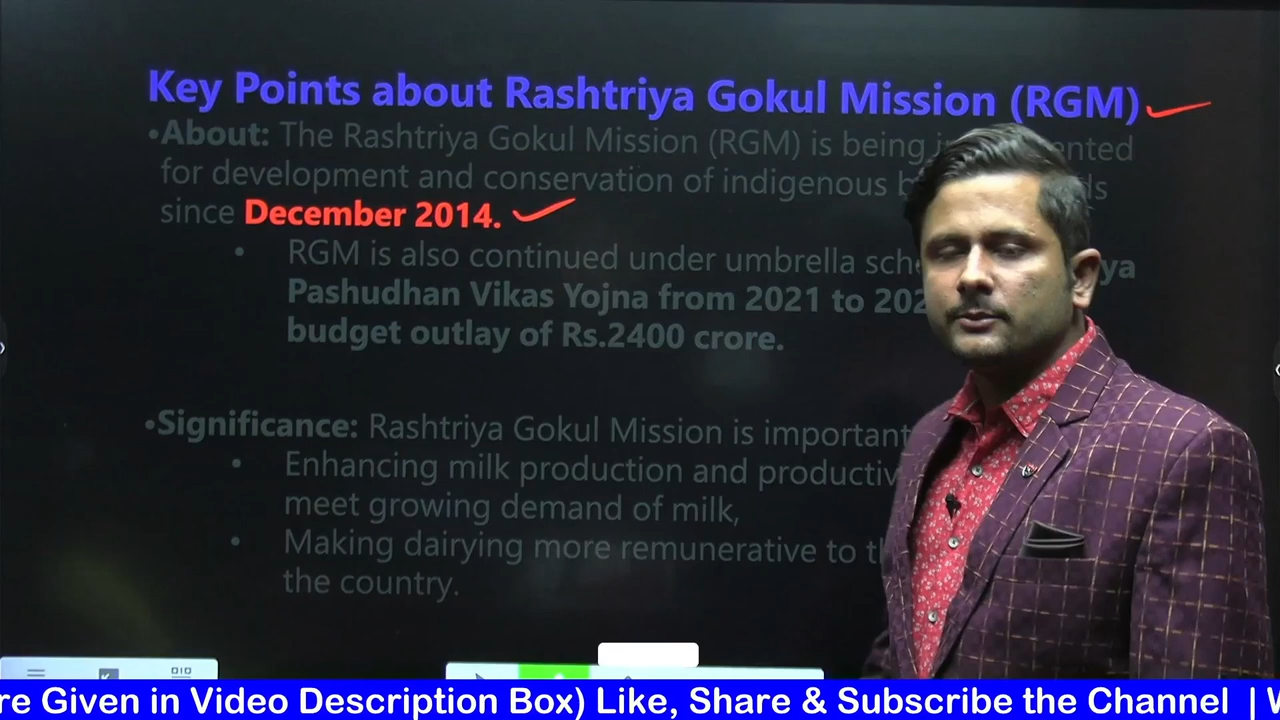 Key Points about Rashtriya Gokul Mission (RGM)
•About: The Rashtriya Gokul Mission (RGM) is being
for development and conservation of indigenous
since December 2014.
• RGM is also continued under umbrella
Pashudhan Vikas Yojna from 2021 to
budget outlay of Rs.2400 crore.
•Significance: Rashtriya Gokul Mission is important
• Enhancing milk production and
meet growing demand of milk,
• Making dairying more remunerative to
the country.
Given in Video Description Box) Like, Share & Subscribe the Channel |